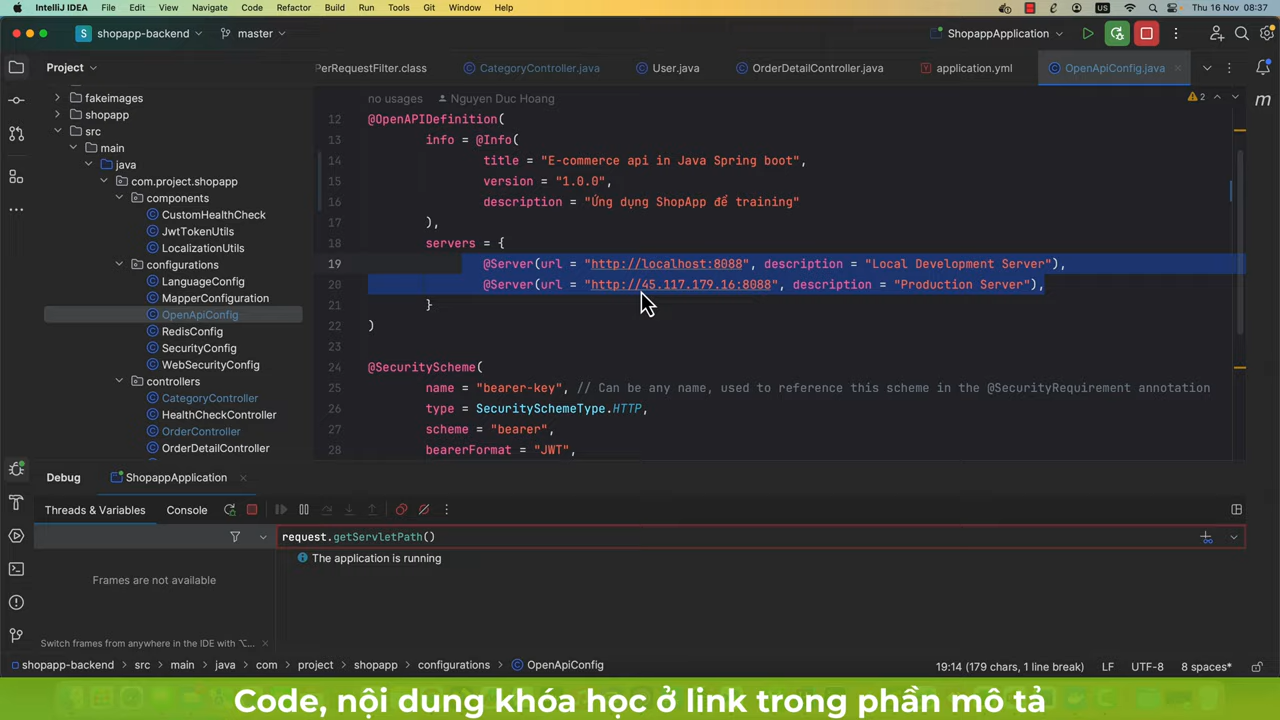 IntelliJ IDEA File Edit View Navigate Code Refactor Build Run Tools Git Window Help US Thu 16 Nov 08:37
S shopapp-backend master ShopappApplication
Project PerRequestFilter.class CategoryController.java User.java OrderDetailController.java application.yml OpenApiConfig.java
fakeimages
shopapp
src
main
java
com.project.shopapp
components
CustomHealthCheck
JwtTokenUtils
LocalizationUtils
configurations
LanguageConfig
MapperConfiguration
OpenApiConfig
RedisConfig
SecurityConfig
WebSecurityConfig
controllers
CategoryController
HealthCheckController
OrderController
OrderDetailController
no usages Nguyen Duc Hoang 2
12 @OpenAPIDefinition(
13 info = @Info(
14 title = "E-commerce api in Java Spring boot",
15 version = "1.0.0",
16 description = "Ứng dụng ShopApp để training"
17 ),
18 servers = {
19 @Server(url = "http://localhost:8088", description = "Local Development Server"),
20 @Server(url = "http://45.117.179.16:8088", description = "Production Server"),
21 }
22 )
23
24 @SecurityScheme(
25 name = "bearer-key", // Can be any name, used to reference this scheme in the @SecurityRequirement annotation
26 type = SecuritySchemeType.HTTP,
27 scheme = "bearer",
28 bearerFormat = "JWT",
Debug ShopappApplication
Threads & Variables Console
request.getServletPath()
The application is running
Frames are not available
Switch frames from anywhere in the IDE with ⌥...
shopapp-backend src main java com project shopapp configurations OpenApiConfig 19:14 (179 chars, 1 line break) LF UTF-8 8 spaces*
Code, nội dung khóa học ở link trong phần mô tả